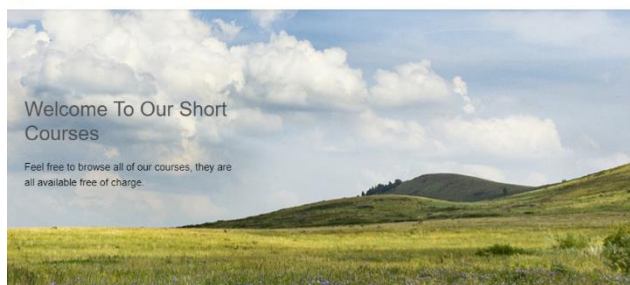 Welcome To Our Short
Courses
Feel free to browse all of our courses, they are
all available free of charge.